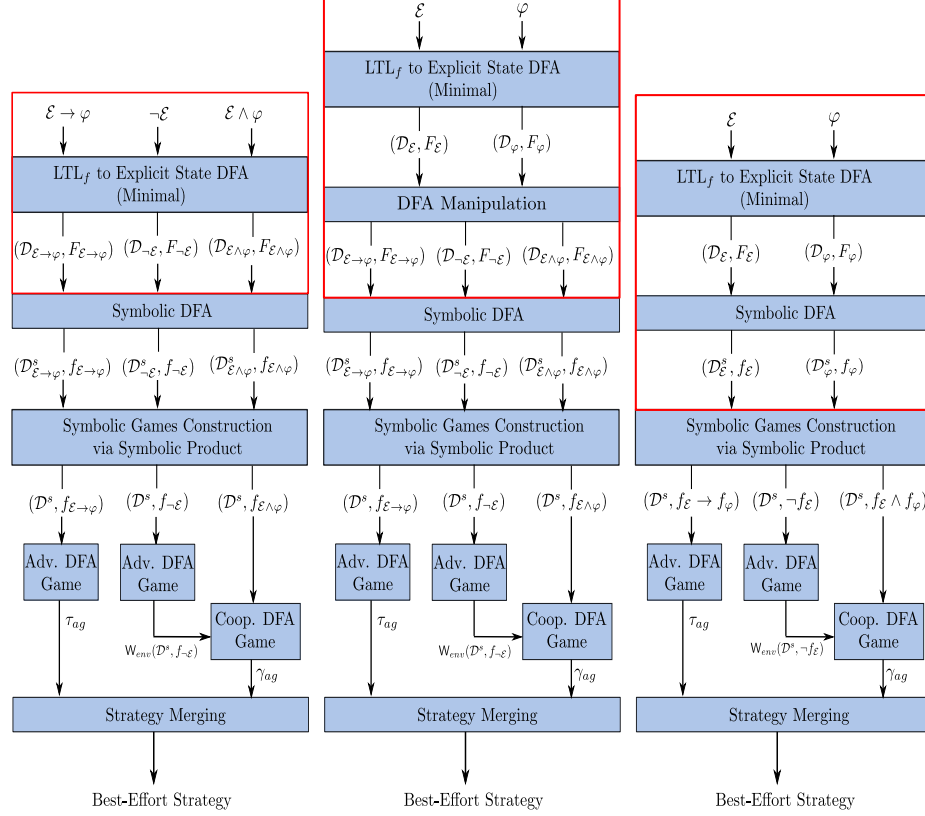 ℰ → φ
¬ℰ
ℰ ∧ φ
LTL_f to Explicit State DFA
(Minimal)
(𝒟_{ℰ→φ}, F_{ℰ→φ})
(𝒟_{¬ℰ}, F_{¬ℰ})
(𝒟_{ℰ∧φ}, F_{ℰ∧φ})
Symbolic DFA
(𝒟^s_{ℰ→φ}, f_{ℰ→φ})
(𝒟^s_{¬ℰ}, f_{¬ℰ})
(𝒟^s_{ℰ∧φ}, f_{ℰ∧φ})
Symbolic Games Construction
via Symbolic Product
(𝒟^s, f_{ℰ→φ})
(𝒟^s, f_{¬ℰ})
(𝒟^s, f_{ℰ∧φ})
Adv. DFA
Game
Adv. DFA
Game
Coop. DFA
Game
τ_{ag}
W_{env}(𝒟^s, f_{¬ℰ})
γ_{ag}
Strategy Merging
Best-Effort Strategy
ℰ
φ
LTL_f to Explicit State DFA
(Minimal)
(𝒟_ℰ, F_ℰ)
(𝒟_φ, F_φ)
DFA Manipulation
(𝒟_{ℰ→φ}, F_{ℰ→φ})
(𝒟_{¬ℰ}, F_{¬ℰ})
(𝒟_{ℰ∧φ}, F_{ℰ∧φ})
Symbolic DFA
(𝒟^s_{ℰ→φ}, f_{ℰ→φ})
(𝒟^s_{¬ℰ}, f_{¬ℰ})
(𝒟^s_{ℰ∧φ}, f_{ℰ∧φ})
Symbolic Games Construction
via Symbolic Product
(𝒟^s, f_{ℰ→φ})
(𝒟^s, f_{¬ℰ})
(𝒟^s, f_{ℰ∧φ})
Adv. DFA
Game
Adv. DFA
Game
Coop. DFA
Game
τ_{ag}
W_{env}(𝒟^s, f_{¬ℰ})
γ_{ag}
Strategy Merging
Best-Effort Strategy
ℰ
φ
LTL_f to Explicit State DFA
(Minimal)
(𝒟_ℰ, F_ℰ)
(𝒟_φ, F_φ)
Symbolic DFA
(𝒟^s_ℰ, f_ℰ)
(𝒟^s_φ, f_φ)
Symbolic Games Construction
via Symbolic Product
(𝒟^s, f_ℰ → f_φ)
(𝒟^s, ¬f_ℰ)
(𝒟^s, f_ℰ ∧ f_φ)
Adv. DFA
Game
Adv. DFA
Game
Coop. DFA
Game
τ_{ag}
W_{env}(𝒟^s, ¬f_ℰ)
γ_{ag}
Strategy Merging
Best-Effort Strategy